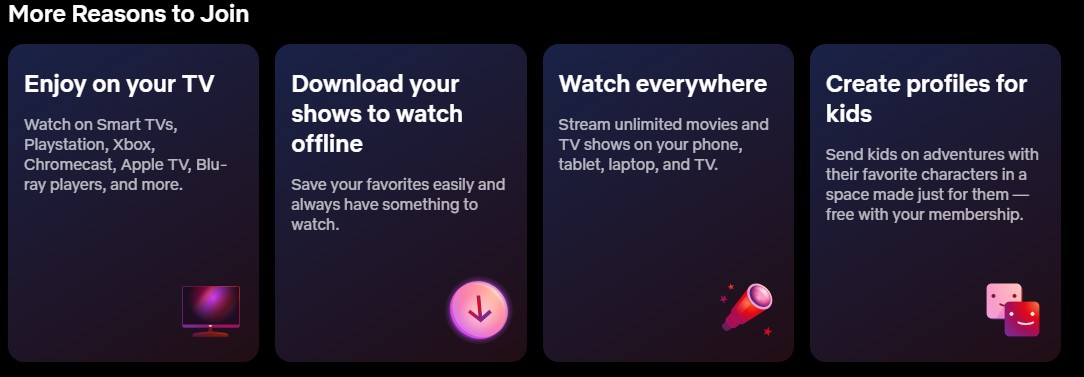 More Reasons to Join
Enjoy on your TV
Watch on Smart TVs,
Playstation, Xbox,
Chromecast, Apple TV, Blu-
ray players, and more.
Download your
shows to watch
offline
Save your favorites easily and
always have something to
watch.
Watch everywhere
Stream unlimited movies and
TV shows on your phone,
tablet, laptop, and TV.
Create profiles for
kids
Send kids on adventures with
their favorite characters in a
space made just for them —
free with your membership.